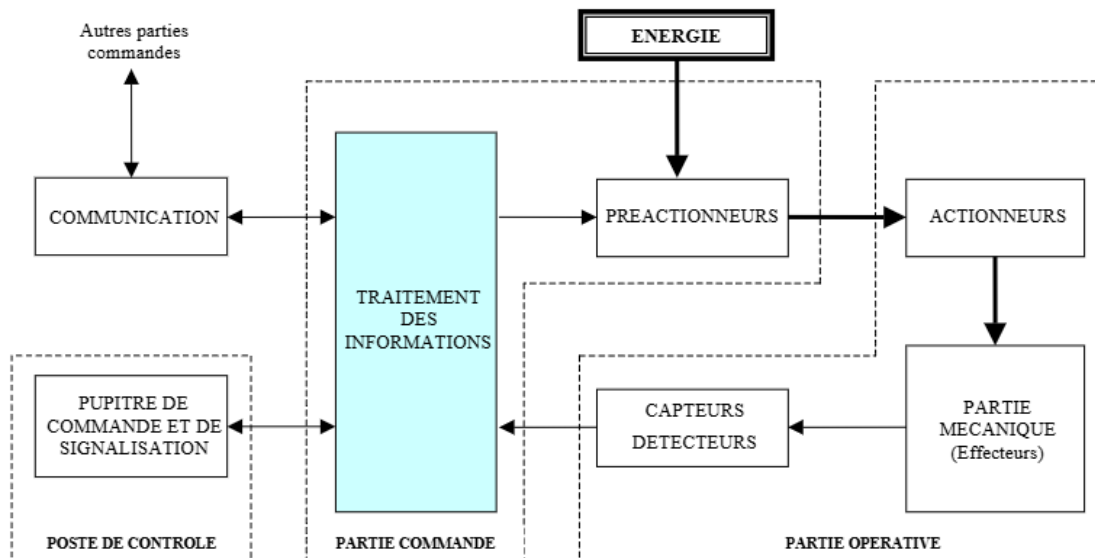 Autres parties
commandes
ENERGIE
COMMUNICATION
PREACTIONNEURS
ACTIONNEURS
TRAITEMENT
DES
INFORMATIONS
PUPITRE DE
COMMANDE ET DE
SIGNALISATION
CAPTEURS
DETECTEURS
PARTIE
MECANIQUE
(Effecteurs)
POSTE DE CONTROLE
PARTIE COMMANDE
PARTIE OPERATIVE